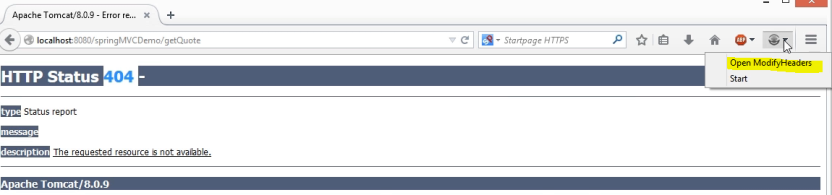 Apache Tomcat/8.0.9 - Error re...
localhost:8080/springMVCDemo/getQuote
Startpage HTTPS
Open ModifyHeaders
Start
HTTP Status 404 -
type Status report
message
description The requested resource is not available.
Apache Tomcat/8.0.9